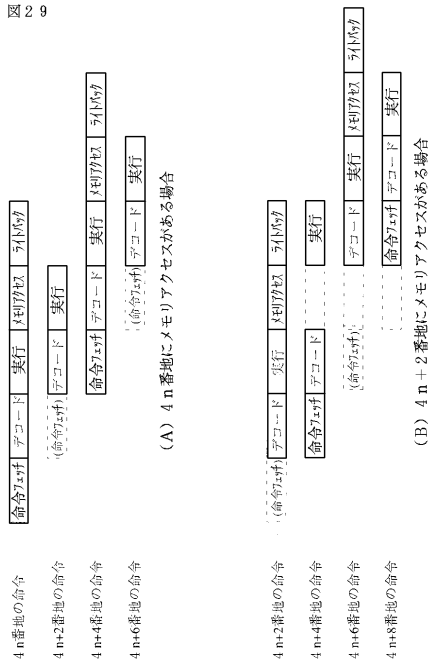 図29
4n番地の命令 命令フェッチ デコード 実行 メモリアクセス ライトバック
4n+2番地の命令 (命令フェッチ) デコード 実行
4n+4番地の命令 命令フェッチ デコード 実行 メモリアクセス ライトバック
4n+6番地の命令 (命令フェッチ) デコード 実行
(A) 4n番地にメモリアクセスがある場合
4n+2番地の命令 (命令フェッチ) デコード 実行 メモリアクセス ライトバック
4n+4番地の命令 命令フェッチ デコード 実行
4n+6番地の命令 (命令フェッチ) デコード 実行 メモリアクセス ライトバック
4n+8番地の命令 命令フェッチ デコード 実行
(B) 4n+2番地にメモリアクセスがある場合